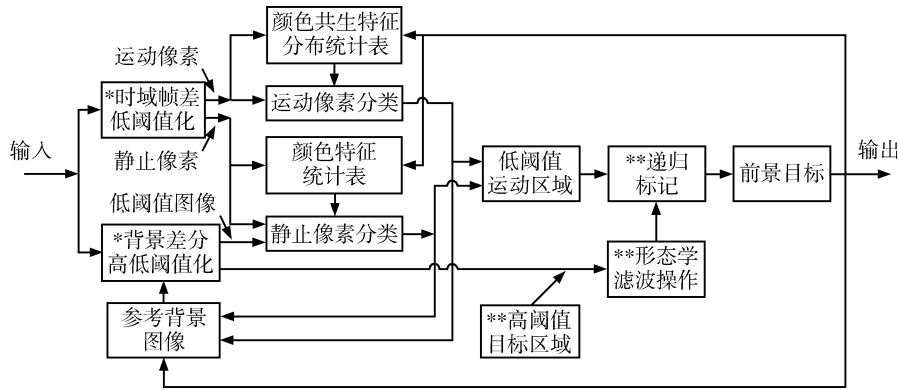 颜色共生特征
分布统计表
运动像素
*时域帧差
低阈值化
运动像素分类
输入
静止像素
颜色特征
统计表
低阈值
运动区域
**递归
标记
前景目标
输出
低阈值图像
静止像素分类
*背景差分
高低阈值化
**形态学
滤波操作
参考背景
图像
**高阈值
目标区域